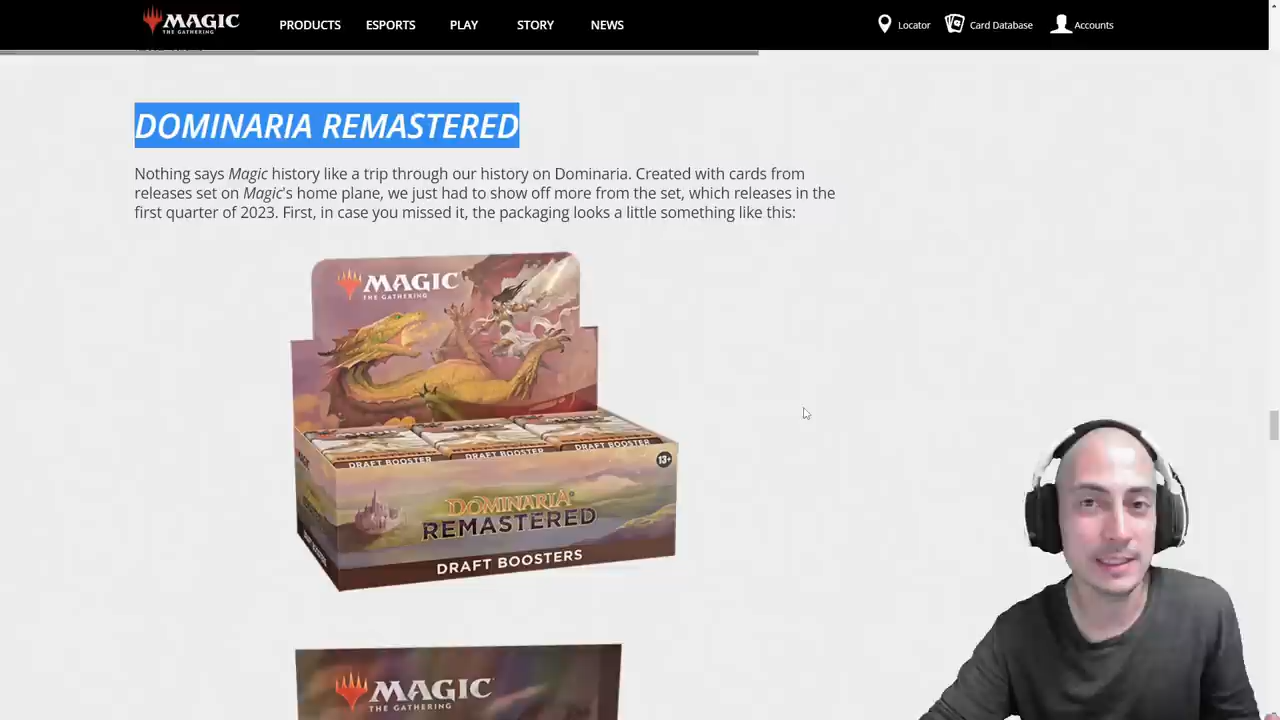 MAGIC
THE GATHERING
PRODUCTS
ESPORTS
PLAY
STORY
NEWS
Locator
Card Database
Accounts
DOMINARIA REMASTERED
Nothing says Magic history like a trip through our history on Dominaria. Created with cards from
releases set on Magic's home plane, we just had to show off more from the set, which releases in the
first quarter of 2023. First, in case you missed it, the packaging looks a little something like this:
MAGIC
THE GATHERING
DRAFT BOOSTER
DRAFT BOOSTER
DRAFT BOOSTER
13+
DOMINARIA
REMASTERED
DRAFT BOOSTERS
MAGIC
THE GATHERING